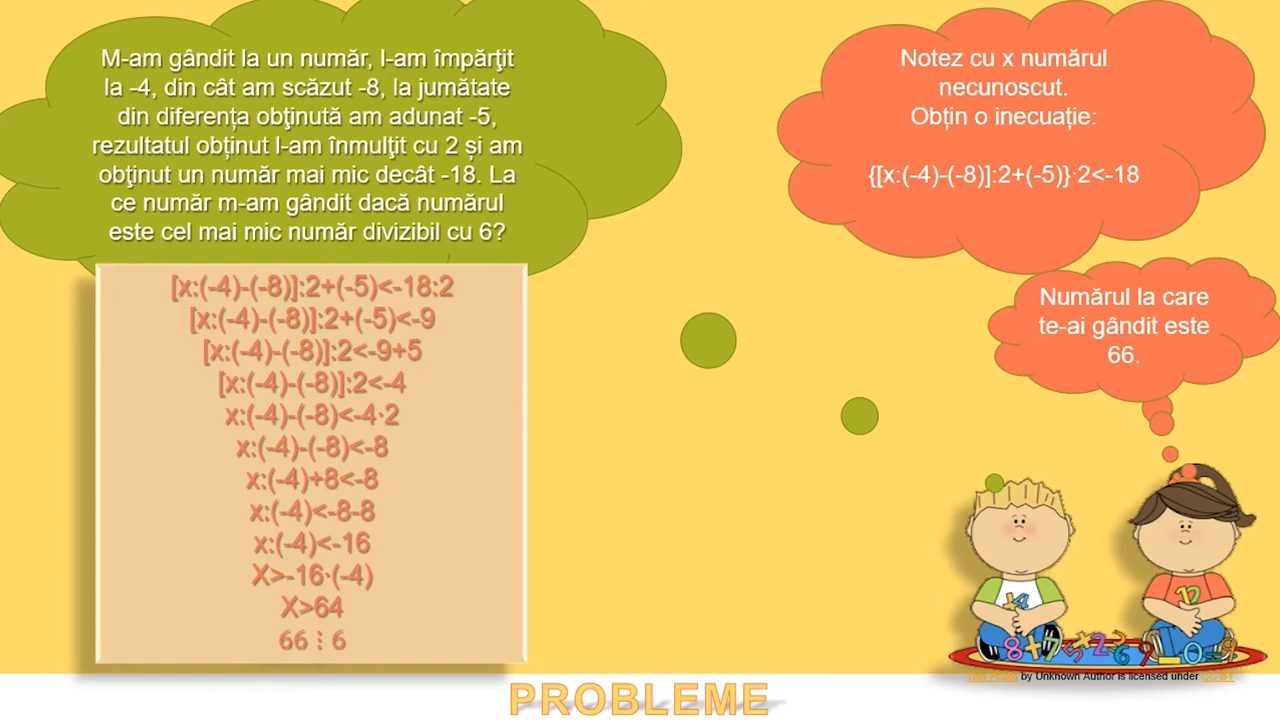 M-am gândit la un număr, l-am împărţit
la -4, din cât am scăzut -8, la jumătate
din diferența obţinută am adunat -5,
rezultatul obținut l-am înmulţit cu 2 și am
obţinut un număr mai mic decât -18. La
ce număr m-am gândit dacă numărul
este cel mai mic număr divizibil cu 6?
Notez cu x numărul
necunoscut.
Obțin o inecuație:
{[x:(-4)-(-8)]:2+(-5)}·2<-18
[x:(-4)-(-8)]:2+(-5)<-18:2
[x:(-4)-(-8)]:2+(-5)<-9
[x:(-4)-(-8)]:2<-9+5
[x:(-4)-(-8)]:2<-4
x:(-4)-(-8)<-4·2
x:(-4)-(-8)<-8
x:(-4)+8<-8
x:(-4)<-8-8
x:(-4)<-16
X>-16·(-4)
X>64
66 ⋮ 6
Numărul la care
te-ai gândit este
66.
This Photo by Unknown Author is licensed under CC BY
PROBLEME